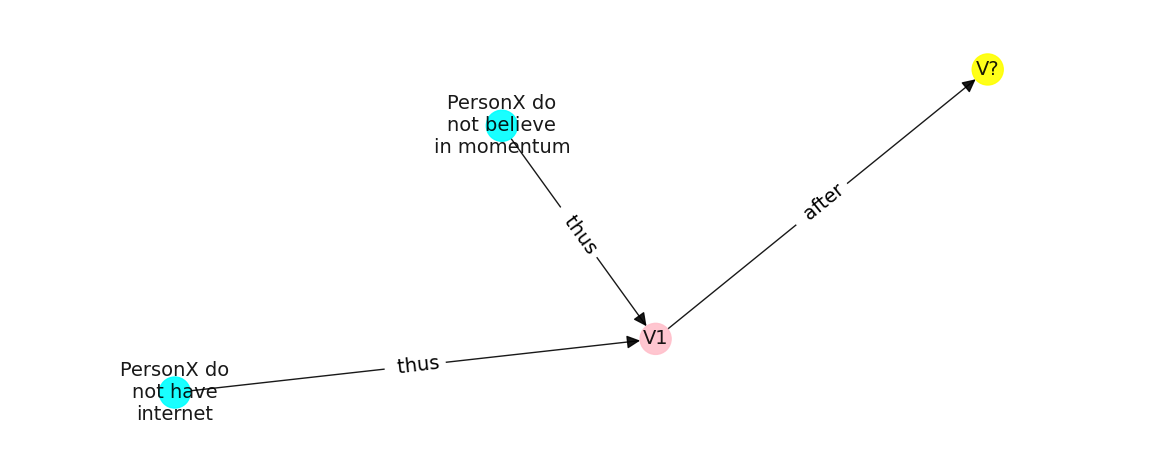 V?
PersonX do
not believe
in momentum
after
thus
V1
thus
PersonX do
not have
internet